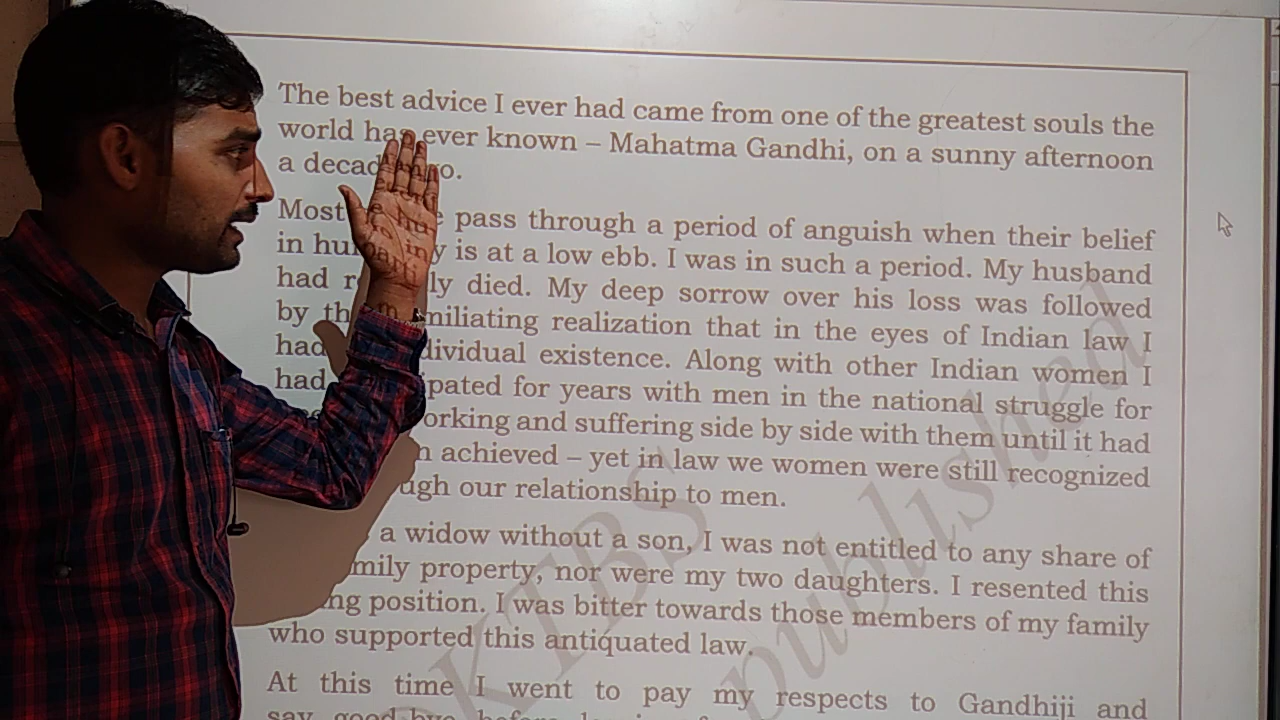 The best advice I ever had came from one of the greatest souls the
world has ever known – Mahatma Gandhi, on a sunny afternoon
a
Most pass through a period of anguish when their belief
in is at a low ebb. I was in such a period. My husband
had died. My deep sorrow over his loss was followed
by realization that in the eyes of Indian law I
had existence. Along with other Indian women I
had for years with men in the national struggle for
and suffering side by side with them until it had
achieved – yet in law we women were still recognized
our relationship to men.
a widow without a son, I was not entitled to any share of
property, nor were my two daughters. I resented this
position. I was bitter towards those members of my family
who supported this antiquated law.
At this time I went to pay my respects to Gandhiji and
say
KTBS
published